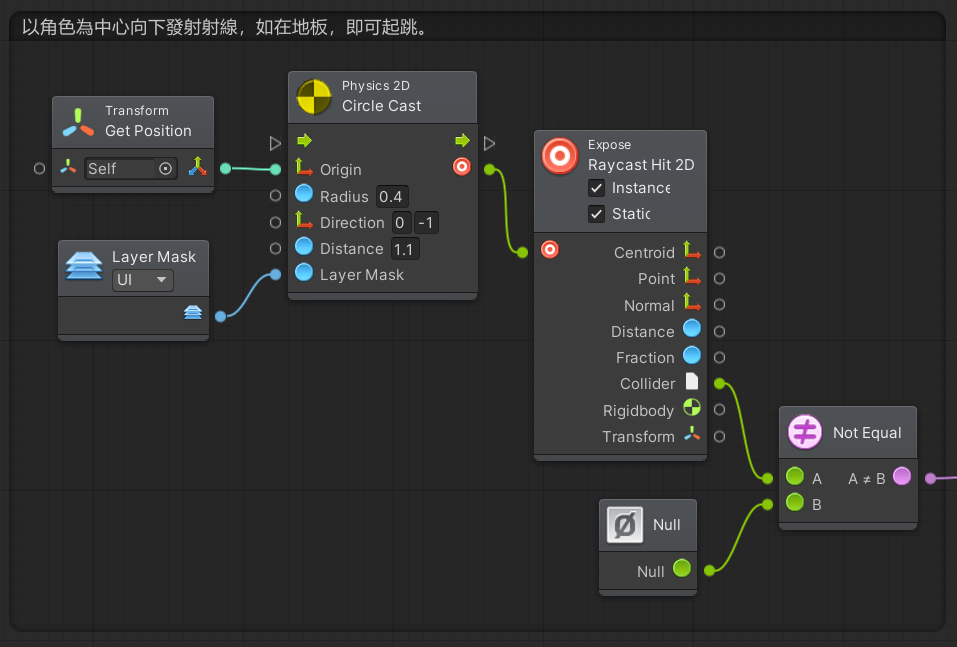 以角色為中心向下發射射線，如在地板，即可起跳。
Transform
Get Position
Self
Layer Mask
UI
Physics 2D
Circle Cast
Origin
Radius 0.4
Direction 0 -1
Distance 1.1
Layer Mask
Expose
Raycast Hit 2D
Instance
Static
Centroid
Point
Normal
Distance
Fraction
Collider
Rigidbody
Transform
Null
Null
Not Equal
A A ≠ B
B